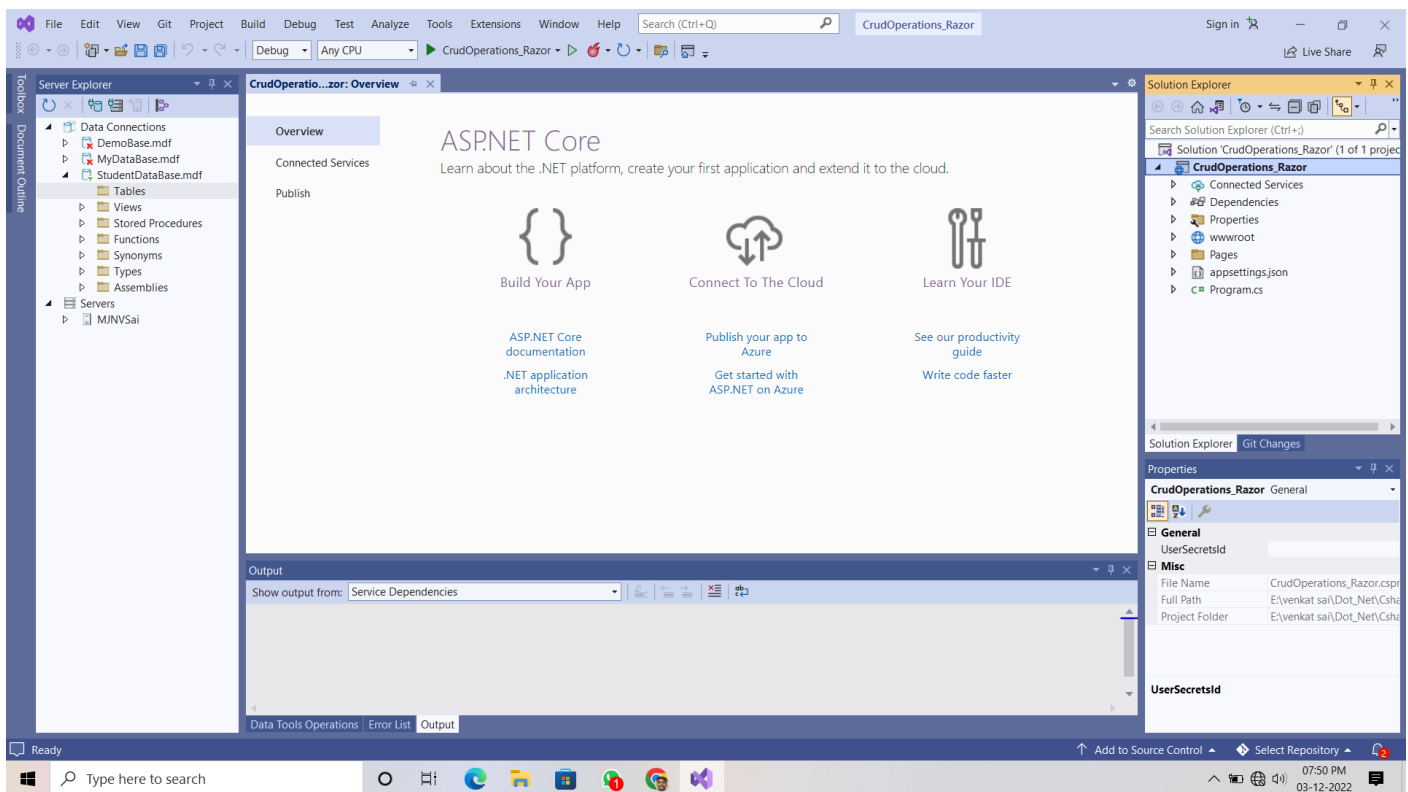 File Edit View Git Project Build Debug Test Analyze Tools Extensions Window Help Search (Ctrl+Q) CrudOperations_Razor Sign in
Debug Any CPU CrudOperations_Razor Live Share
Toolbox
Document Outline
Server Explorer
Data Connections
DemoBase.mdf
MyDataBase.mdf
StudentDataBase.mdf
Tables
Views
Stored Procedures
Functions
Synonyms
Types
Assemblies
Servers
MJNVSai
CrudOperatio...zor: Overview
Overview
Connected Services
Publish
ASP.NET Core
Learn about the .NET platform, create your first application and extend it to the cloud.
Build Your App
ASP.NET Core
documentation
.NET application
architecture
Connect To The Cloud
Publish your app to
Azure
Get started with
ASP.NET on Azure
Learn Your IDE
See our productivity
guide
Write code faster
Output
Show output from: Service Dependencies
Data Tools Operations Error List Output
Solution Explorer
Search Solution Explorer (Ctrl+;)
Solution 'CrudOperations_Razor' (1 of 1 projec
CrudOperations_Razor
Connected Services
Dependencies
Properties
wwwroot
Pages
appsettings.json
C# Program.cs
Solution Explorer Git Changes
Properties
CrudOperations_Razor General
General
UserSecretsId
Misc
File Name CrudOperations_Razor.cspr
Full Path E:\venkat sai\Dot_Net\Csha
Project Folder E:\venkat sai\Dot_Net\Csha
UserSecretsId
Ready Add to Source Control Select Repository 2
Type here to search 1 07:50 PM
03-12-2022